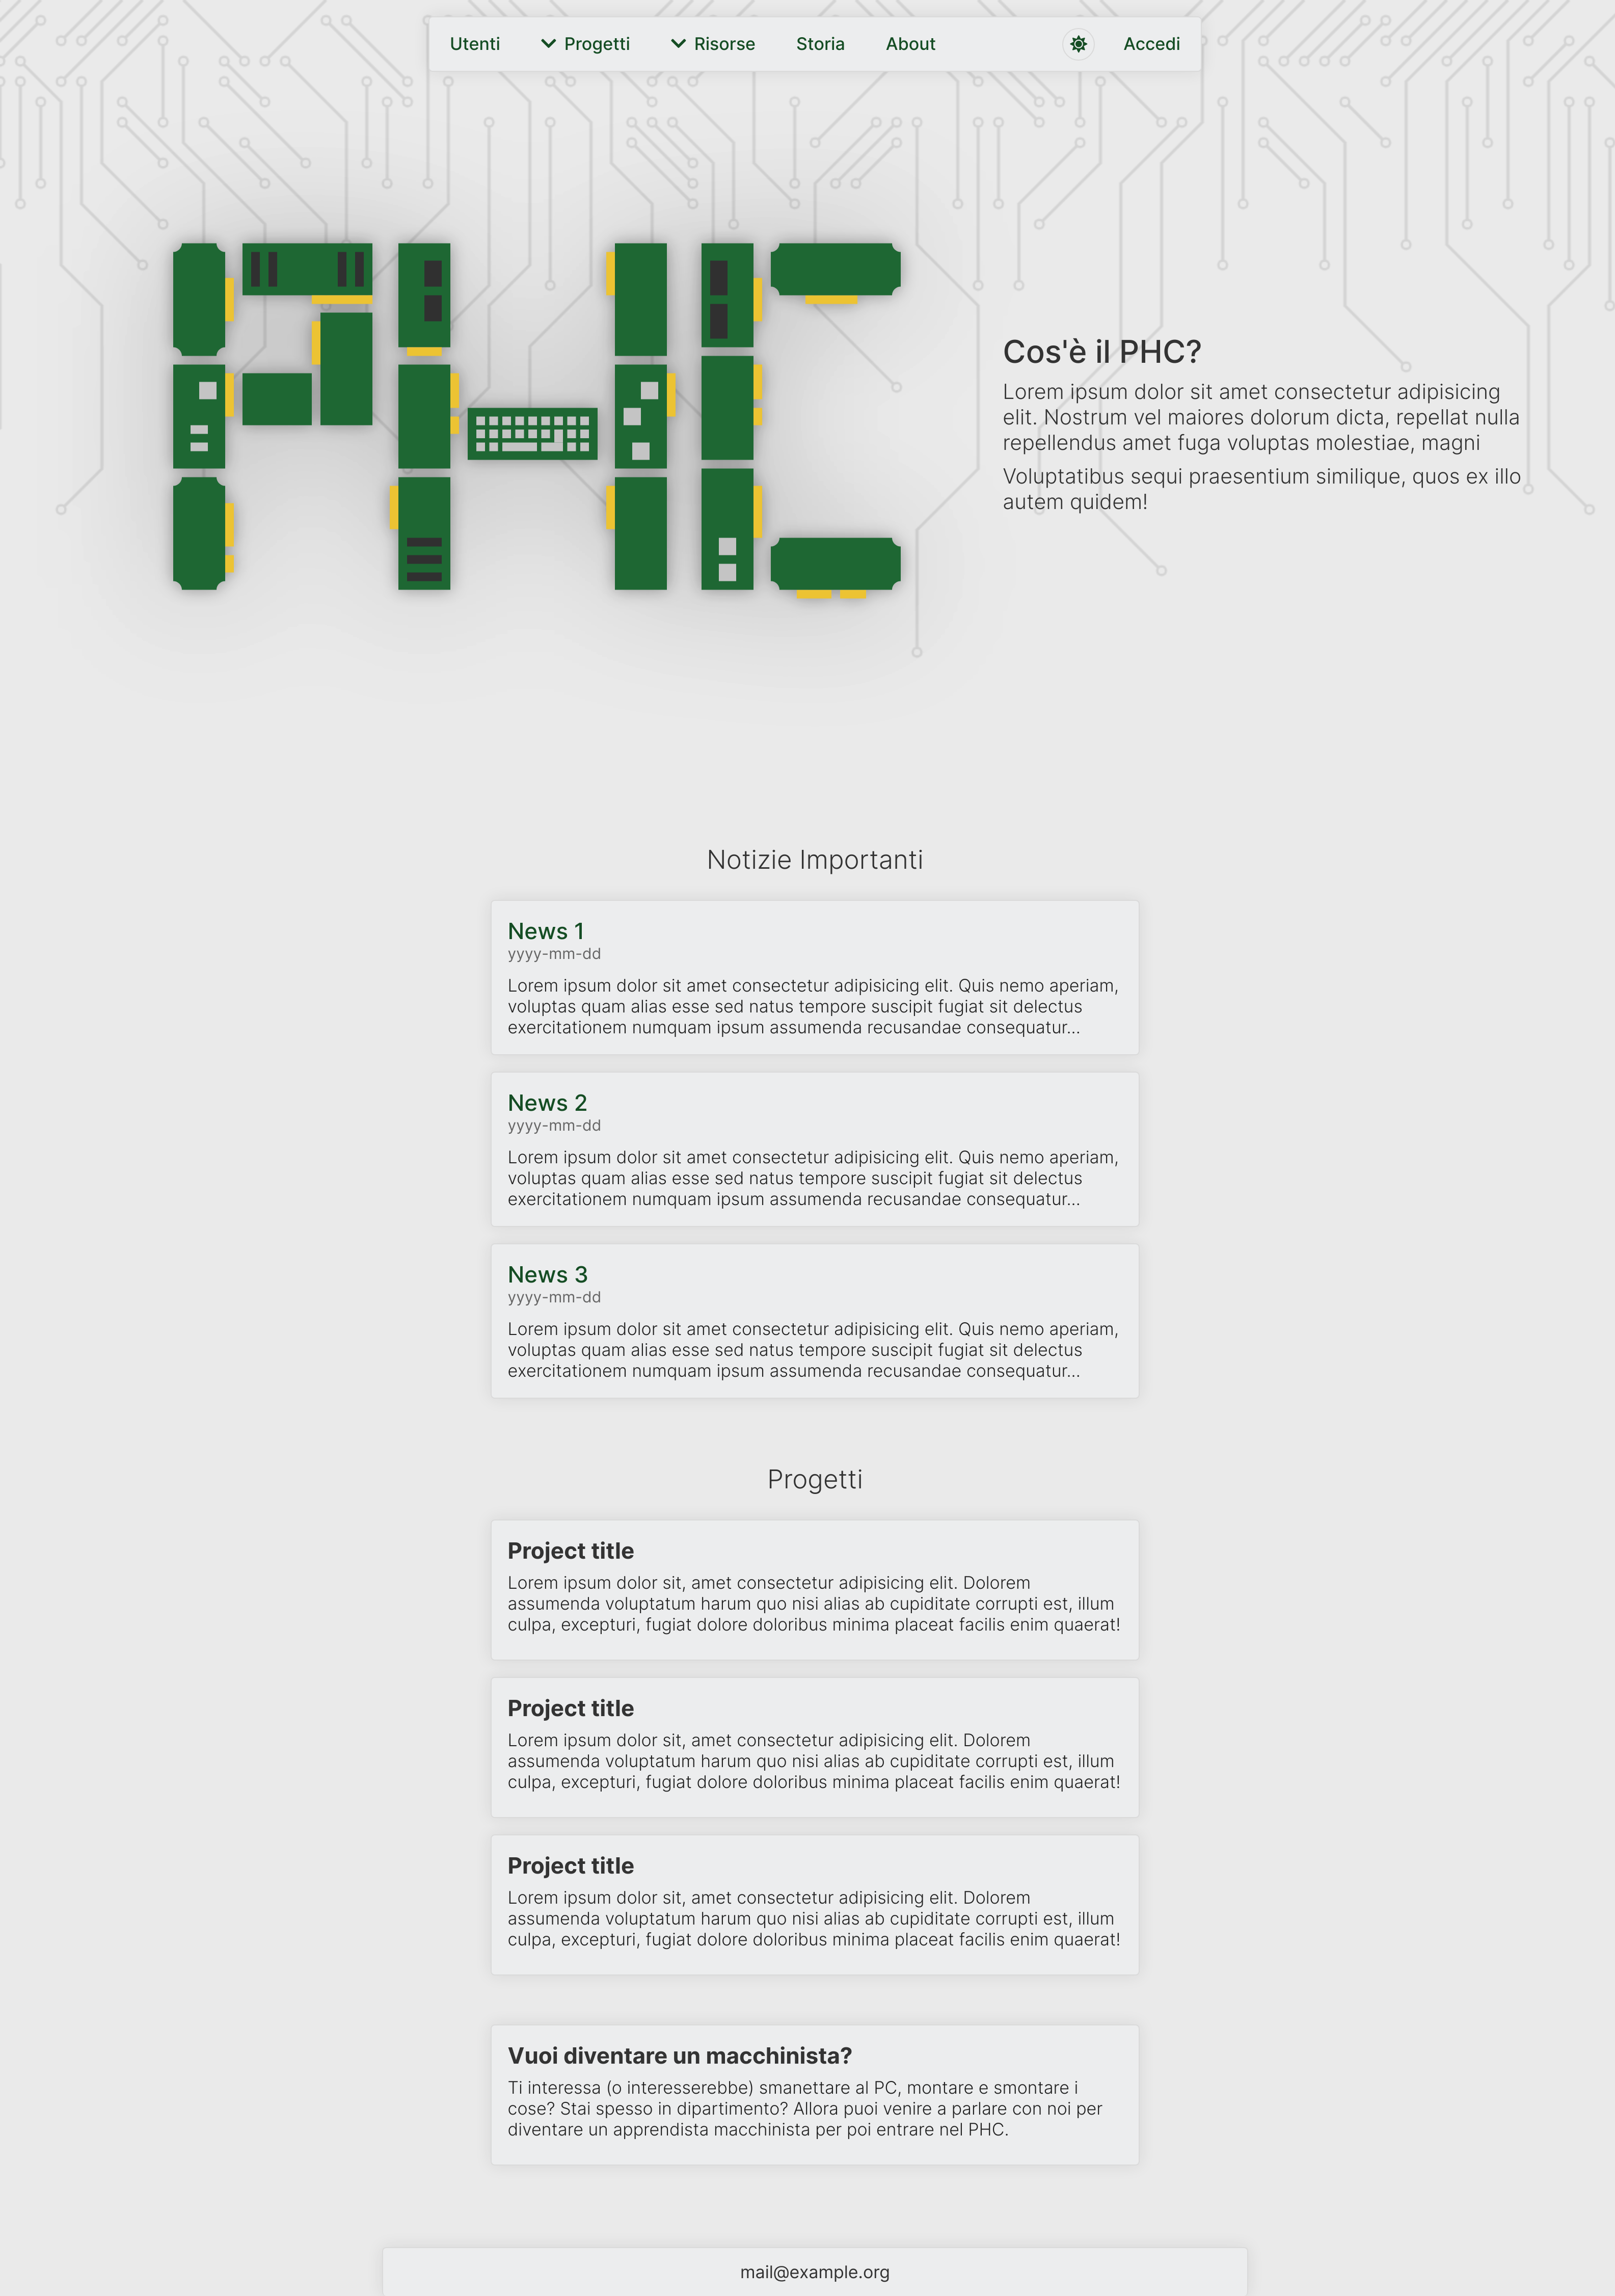 Utenti Progetti Risorse Storia About Accedi
PHC
Cos'è il PHC?
Lorem ipsum dolor sit amet consectetur adipisicing
elit. Nostrum vel maiores dolorum dicta, repellat nulla
repellendus amet fuga voluptas molestiae, magni
Voluptatibus sequi praesentium similique, quos ex illo
autem quidem!
Notizie Importanti
News 1
yyyy-mm-dd
Lorem ipsum dolor sit amet consectetur adipisicing elit. Quis nemo aperiam,
voluptas quam alias esse sed natus tempore suscipit fugiat sit delectus
exercitationem numquam ipsum assumenda recusandae consequatur...
News 2
yyyy-mm-dd
Lorem ipsum dolor sit amet consectetur adipisicing elit. Quis nemo aperiam,
voluptas quam alias esse sed natus tempore suscipit fugiat sit delectus
exercitationem numquam ipsum assumenda recusandae consequatur...
News 3
yyyy-mm-dd
Lorem ipsum dolor sit amet consectetur adipisicing elit. Quis nemo aperiam,
voluptas quam alias esse sed natus tempore suscipit fugiat sit delectus
exercitationem numquam ipsum assumenda recusandae consequatur...
Progetti
Project title
Lorem ipsum dolor sit, amet consectetur adipisicing elit. Dolorem
assumenda voluptatum harum quo nisi alias ab cupiditate corrupti est, illum
culpa, excepturi, fugiat dolore doloribus minima placeat facilis enim quaerat!
Project title
Lorem ipsum dolor sit, amet consectetur adipisicing elit. Dolorem
assumenda voluptatum harum quo nisi alias ab cupiditate corrupti est, illum
culpa, excepturi, fugiat dolore doloribus minima placeat facilis enim quaerat!
Project title
Lorem ipsum dolor sit, amet consectetur adipisicing elit. Dolorem
assumenda voluptatum harum quo nisi alias ab cupiditate corrupti est, illum
culpa, excepturi, fugiat dolore doloribus minima placeat facilis enim quaerat!
Vuoi diventare un macchinista?
Ti interessa (o interesserebbe) smanettare al PC, montare e smontare i
cose? Stai spesso in dipartimento? Allora puoi venire a parlare con noi per
diventare un apprendista macchinista per poi entrare nel PHC.
mail@example.org